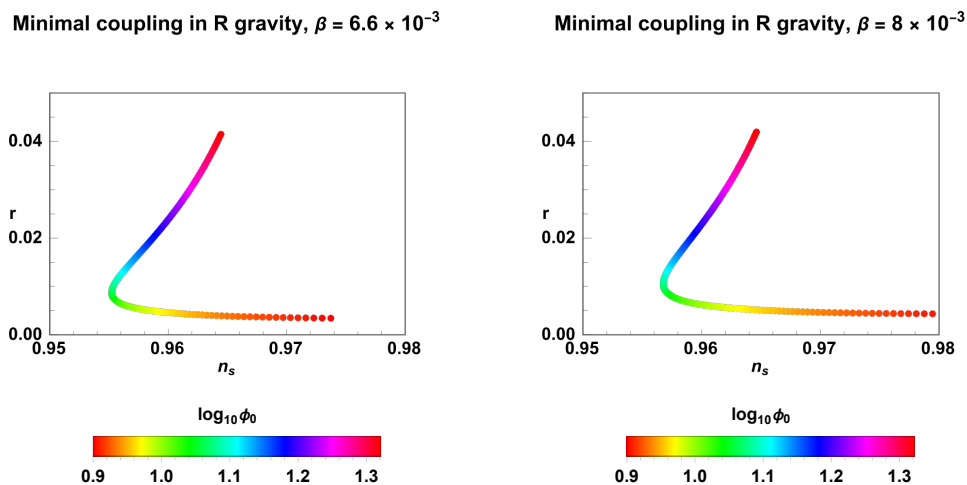 Minimal coupling in R gravity, β = 6.6 × 10⁻³
0.04
r
0.02
0.00
0.95 0.96 0.97 0.98
nₛ
log₁₀ϕ₀
0.9 1.0 1.1 1.2 1.3
Minimal coupling in R gravity, β = 8 × 10⁻³
0.04
r
0.02
0.00
0.95 0.96 0.97 0.98
nₛ
log₁₀ϕ₀
0.9 1.0 1.1 1.2 1.3